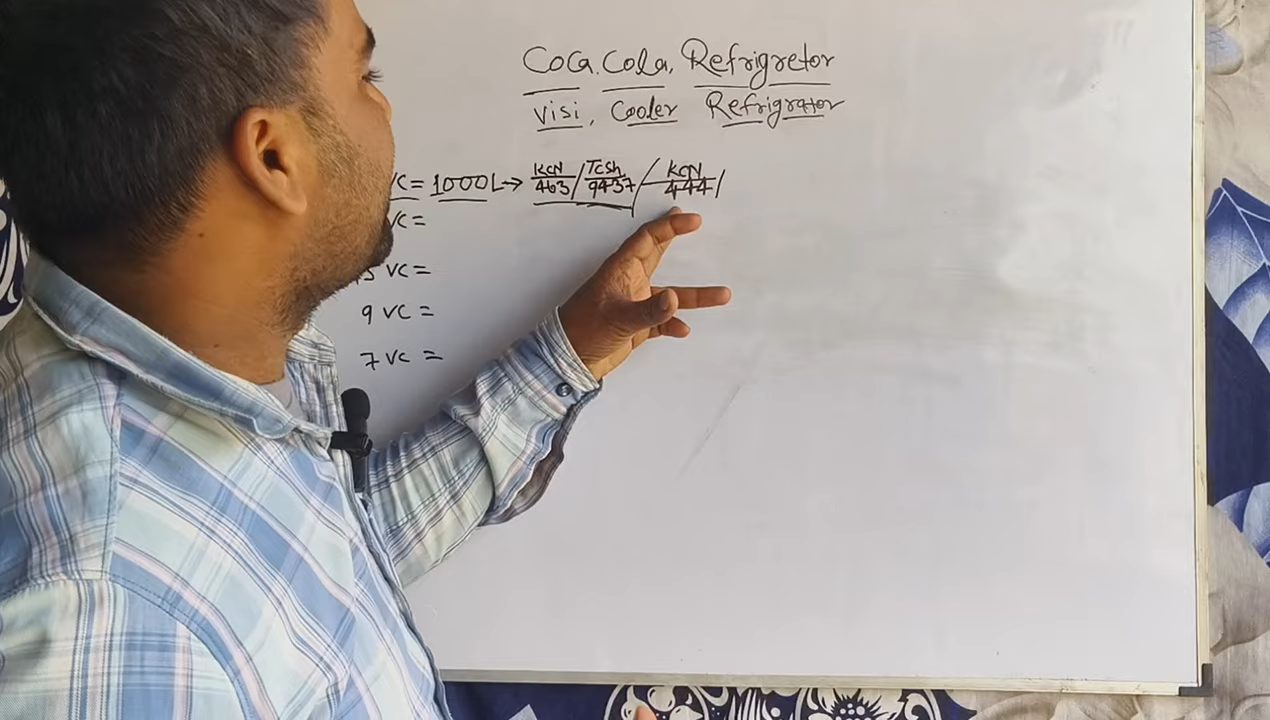 Coca.Cola, Refrigretor
Visi, Cooler Refrigrator
VC = 1000L → KCN 463 / Tcsh 9437 / KCN 444 /
VC =
VC =
9 VC =
7 VC =